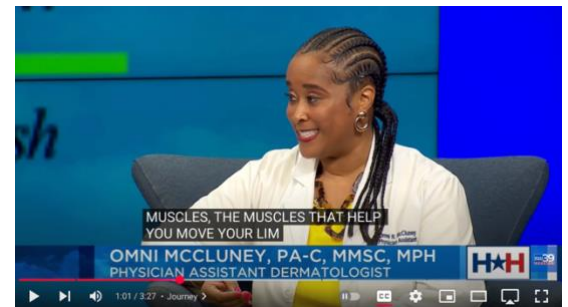 sh
MUSCLES, THE MUSCLES THAT HELP
YOU MOVE YOUR LIM
OMNI MCCLUNEY, PA-C, MMSC, MPH
PHYSICIAN ASSISTANT DERMATOLOGIST
H★H
39
1:01 / 3:27 • Journey >
CC